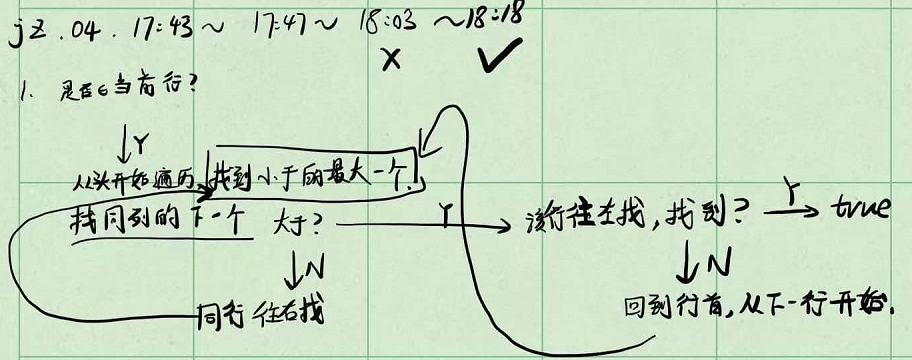 jz.04. 17:43～ 17:47～ 18:03 ～18:18
× ✓
1. 是否∈当前行?
↓Y
从头开始遍历,找到小于的最大一个.
找同列的下一个 大于? Y→ 该行往左找,找到? Y→ true
↓N ↓N
同行往右找 回到行首,从下一行开始.